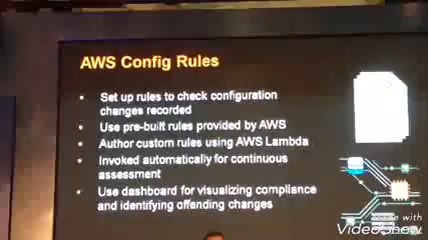 AWS Config Rules
• Set up rules to check configuration
changes recorded
• Use pre-built rules provided by AWS
• Author custom rules using AWS Lambda
• Invoked automatically for continuous
assessment
• Use dashboard for visualizing compliance
and identifying offending changes
Made with
VideoShow